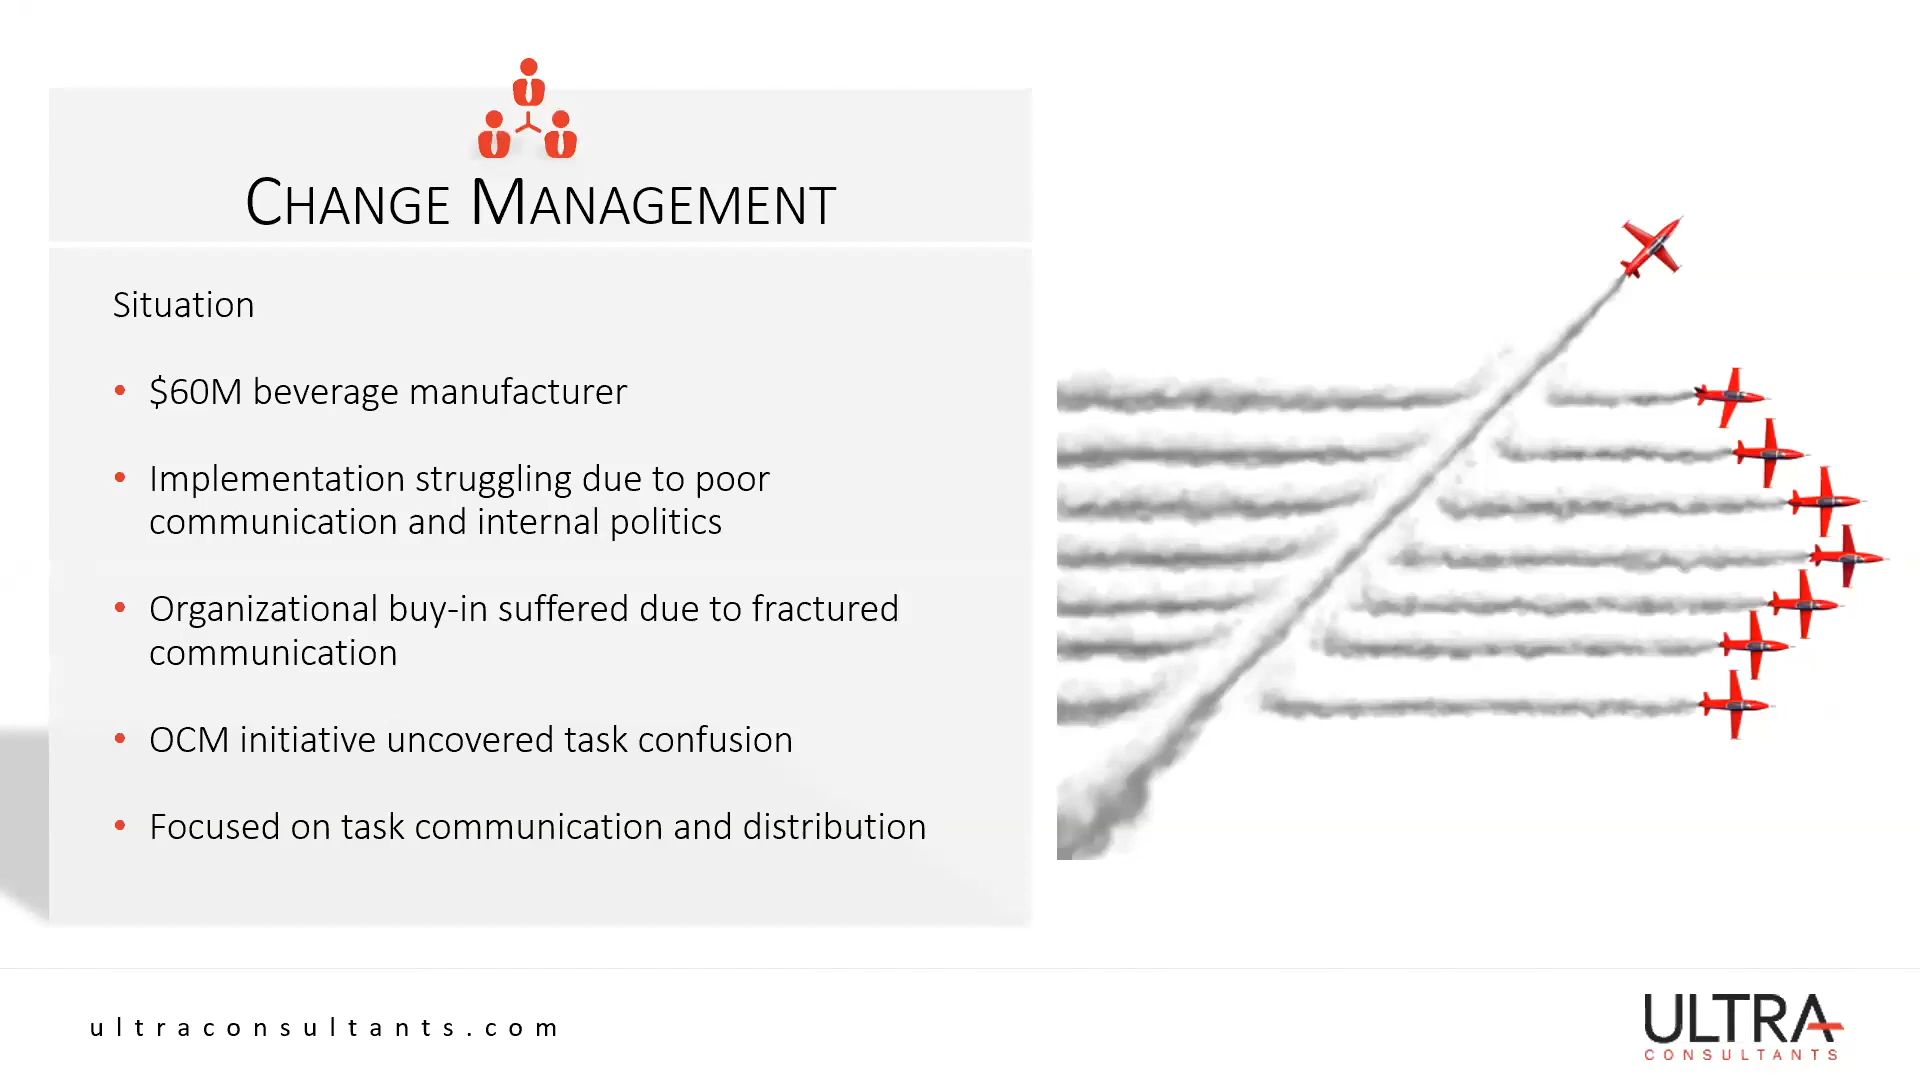 CHANGE MANAGEMENT
Situation
• $60M beverage manufacturer
• Implementation struggling due to poor
communication and internal politics
• Organizational buy-in suffered due to fractured
communication
• OCM initiative uncovered task confusion
• Focused on task communication and distribution
ultraconsultants.com
ULTRA
CONSULTANTS